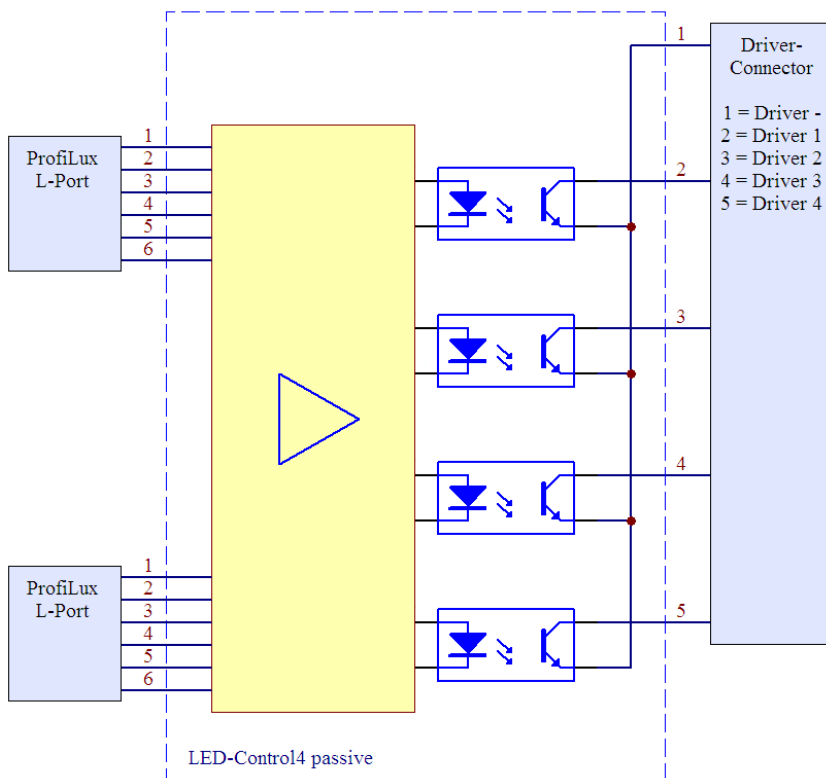 1
Driver-
Connector
1 = Driver -
2 = Driver 1
3 = Driver 2
4 = Driver 3
5 = Driver 4
ProfiLux
L-Port
1
2
3
4
5
6
2
3
4
5
ProfiLux
L-Port
1
2
3
4
5
6
LED-Control4 passive